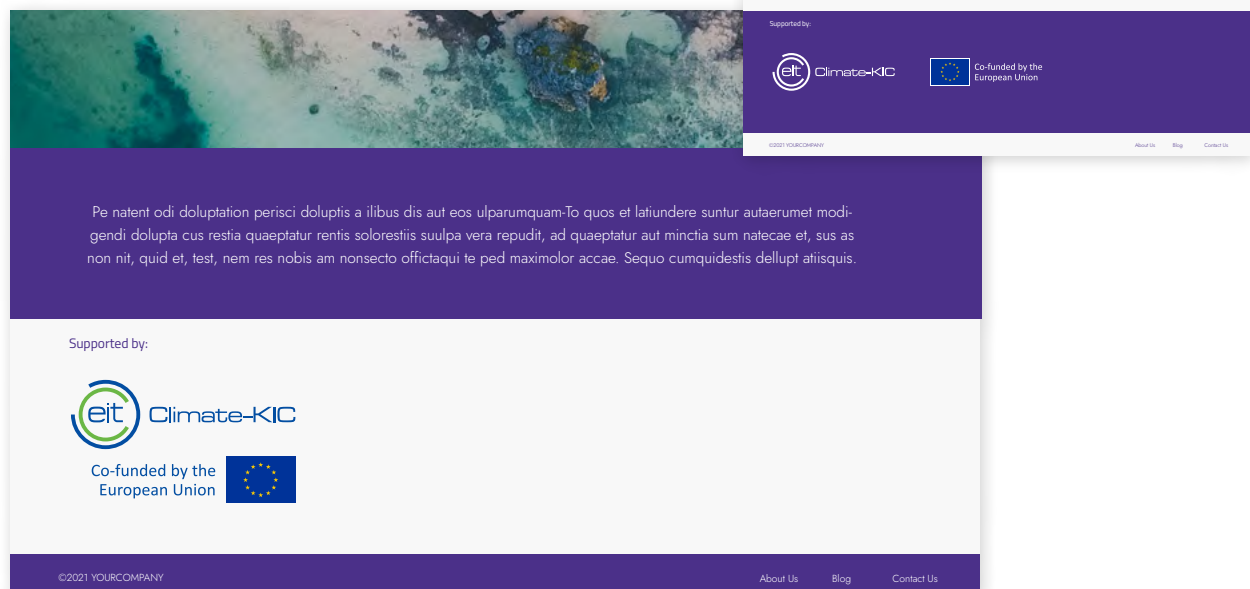 Supported by:
eit Climate-KIC
Co-funded by the
European Union
©2021 YOURCOMPANY
About Us Blog Contact Us
Pe natent odi doluptation perisci doluptis a ilibus dis aut eos ulparumquam-To quos et latiundere suntur autaerumet modi-
gendi dolupta cus restia quaeptatur rentis solorestiis suulpa vera repudit, ad quaeptatur aut minctia sum natecae et, sus as
non nit, quid et, test, nem res nobis am nonsecto offictaqui te ped maximolor accae. Sequo cumquidestis dellupt atiisquis.
Supported by:
eit Climate-KIC
Co-funded by the
European Union
©2021 YOURCOMPANY
About Us Blog Contact Us